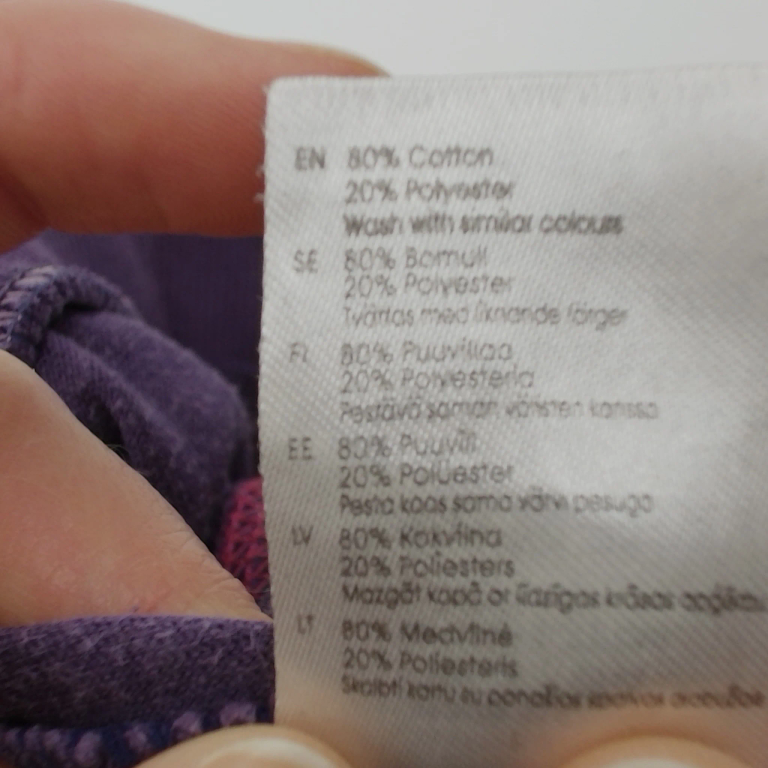 EN 80% Cotton
20% Polyester
Wash with similar colours
SE 80% Bomull
20% Polyester
Tvättas med liknande färger
FI 80% Puuvillaa
20% Polyesteria
Pestävä saman väristen kanssa
EE 80% Puuvill
20% Polüester
Pesta koos sama värvi pesuga
LV 80% Kokvilna
20% Poliesters
Mazgāt kopā ar līdzīgas krāsas apģērbu
LT 80% Medvilnė
20% Poliesteris
Skalbti kartu su panašios spalvos drabužiais